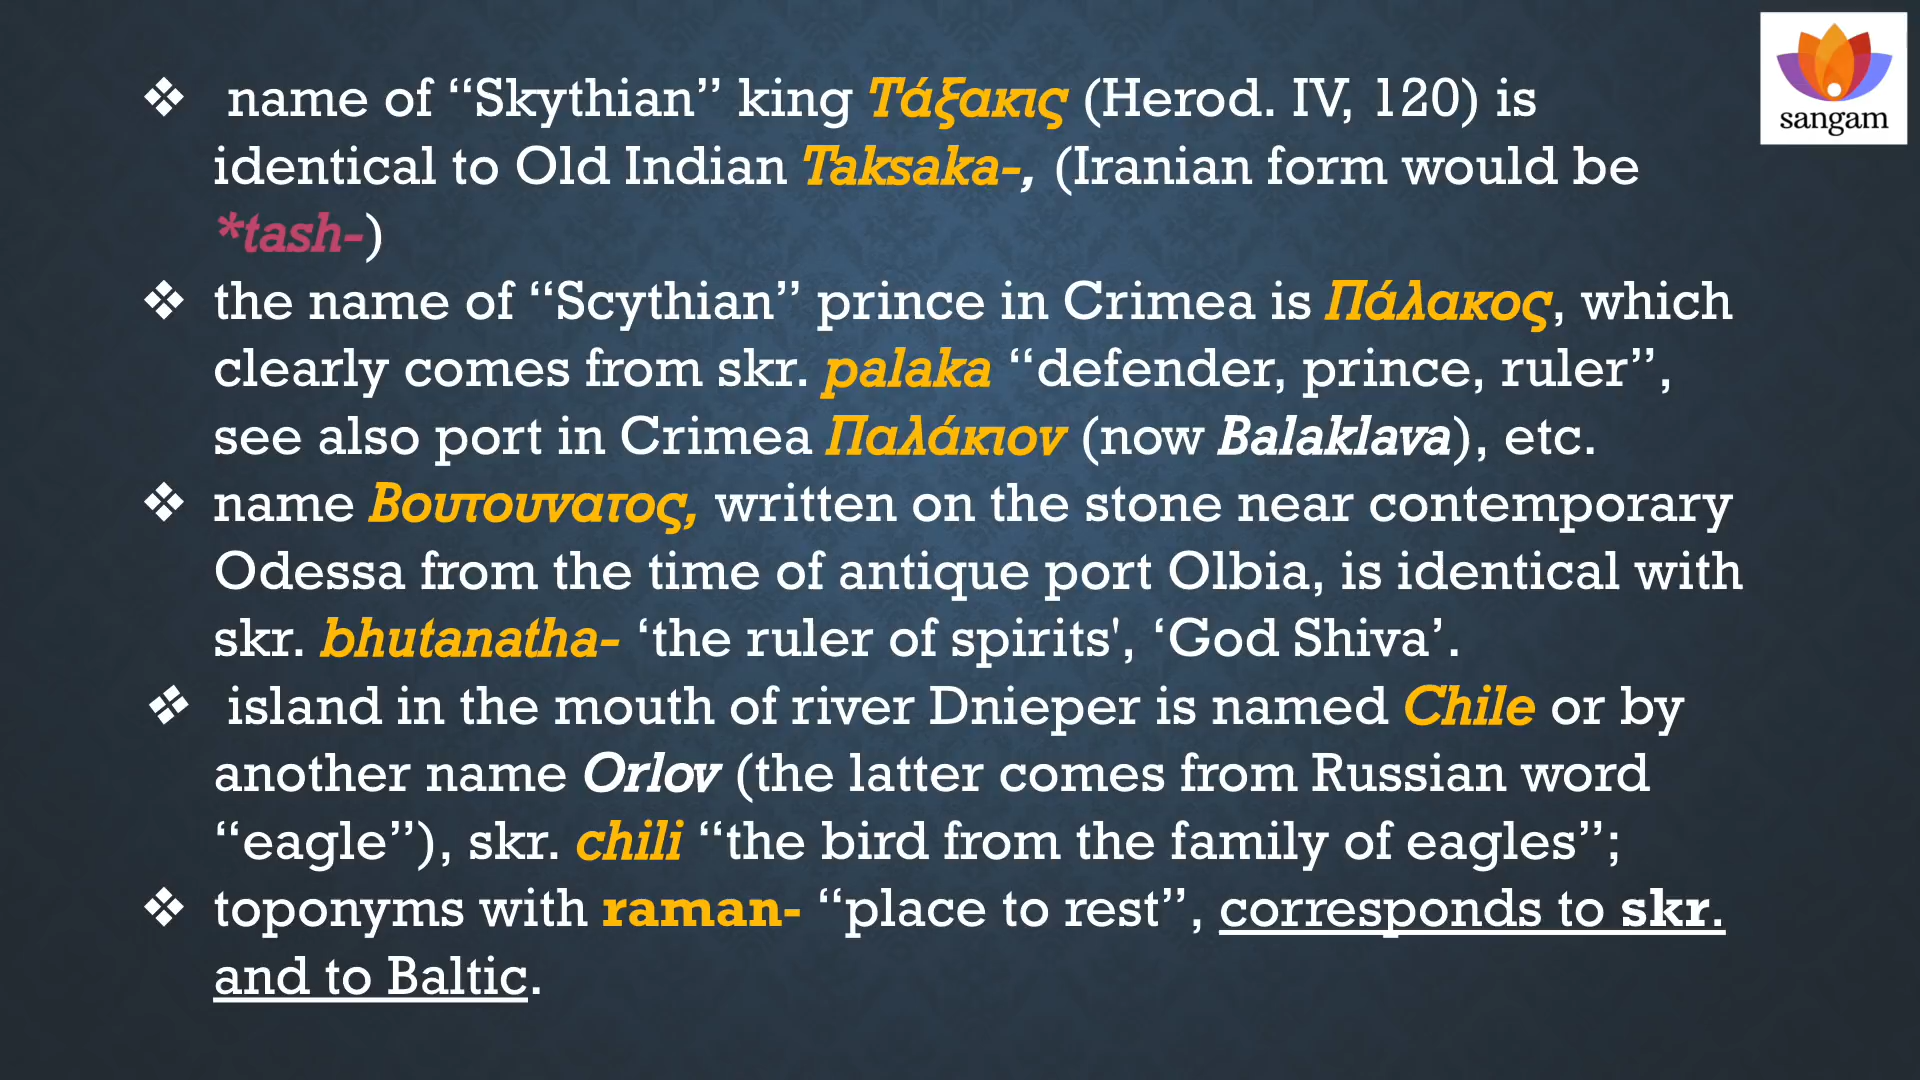 sangam
❖ name of “Skythian” king Τάξακις (Herod. IV, 120) is
identical to Old Indian Taksaka-, (Iranian form would be
*tash-)
❖ the name of “Scythian” prince in Crimea is Πάλακος, which
clearly comes from skr. palaka “defender, prince, ruler”,
see also port in Crimea Παλάκιον (now Balaklava), etc.
❖ name Βουτουνατος, written on the stone near contemporary
Odessa from the time of antique port Olbia, is identical with
skr. bhutanatha- ‘the ruler of spirits', ‘God Shiva’.
❖ island in the mouth of river Dnieper is named Chile or by
another name Orlov (the latter comes from Russian word
“eagle”), skr. chili “the bird from the family of eagles”;
❖ toponyms with raman- “place to rest”, corresponds to skr.
and to Baltic.